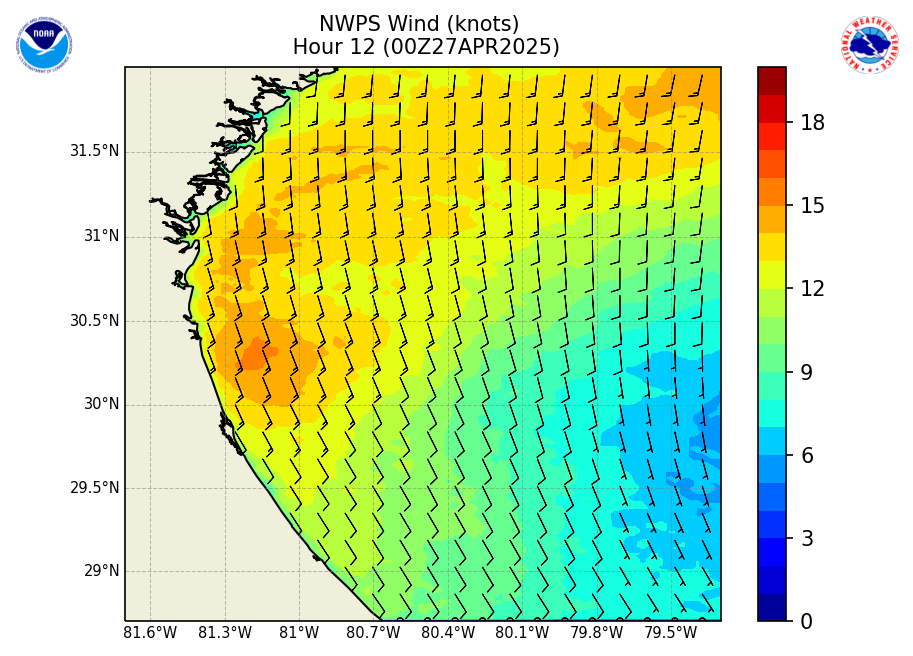 NWPS Wind (knots)
Hour 12 (00Z27APR2025)
NOAA
NATIONAL WEATHER SERVICE
18
15
12
9
6
3
0
31.5°N
31°N
30.5°N
30°N
29.5°N
29°N
81.6°W 81.3°W 81°W 80.7°W 80.4°W 80.1°W 79.8°W 79.5°W